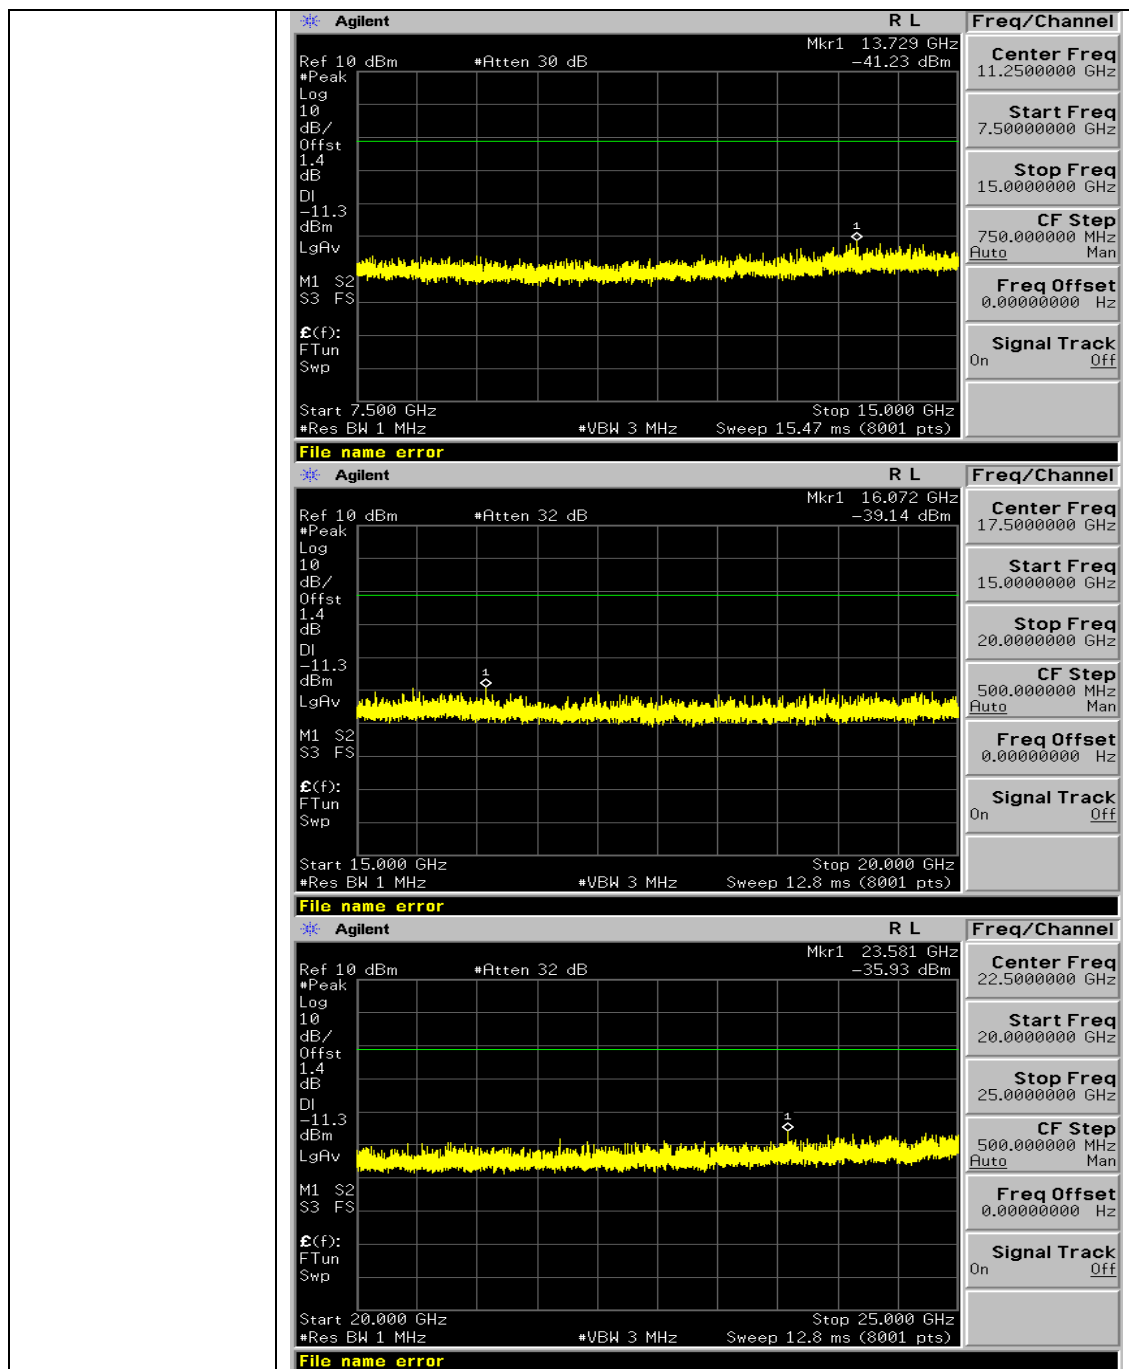 Agilent R L Freq/Channel
Mkr1 13.729 GHz
Ref 10 dBm #Atten 30 dB -41.23 dBm
#Peak
Log
10
dB/
Offst
1.4
dB
DI
-11.3
dBm
LgAv
M1 S2
S3 FS
£(f):
FTun
Swp
1
Start 7.500 GHz Stop 15.000 GHz
#Res BW 1 MHz #VBW 3 MHz Sweep 15.47 ms (8001 pts)
Center Freq
11.2500000 GHz
Start Freq
7.50000000 GHz
Stop Freq
15.0000000 GHz
CF Step
750.000000 MHz
Auto Man
Freq Offset
0.00000000 Hz
Signal Track
On Off
File name error
Agilent R L Freq/Channel
Mkr1 16.072 GHz
Ref 10 dBm #Atten 32 dB -39.14 dBm
#Peak
Log
10
dB/
Offst
1.4
dB
DI
-11.3
dBm
LgAv
M1 S2
S3 FS
£(f):
FTun
Swp
1
Start 15.000 GHz Stop 20.000 GHz
#Res BW 1 MHz #VBW 3 MHz Sweep 12.8 ms (8001 pts)
Center Freq
17.5000000 GHz
Start Freq
15.0000000 GHz
Stop Freq
20.0000000 GHz
CF Step
500.000000 MHz
Auto Man
Freq Offset
0.00000000 Hz
Signal Track
On Off
File name error
Agilent R L Freq/Channel
Mkr1 23.581 GHz
Ref 10 dBm #Atten 32 dB -35.93 dBm
#Peak
Log
10
dB/
Offst
1.4
dB
DI
-11.3
dBm
LgAv
M1 S2
S3 FS
£(f):
FTun
Swp
1
Start 20.000 GHz Stop 25.000 GHz
#Res BW 1 MHz #VBW 3 MHz Sweep 12.8 ms (8001 pts)
Center Freq
22.5000000 GHz
Start Freq
20.0000000 GHz
Stop Freq
25.0000000 GHz
CF Step
500.000000 MHz
Auto Man
Freq Offset
0.00000000 Hz
Signal Track
On Off
File name error